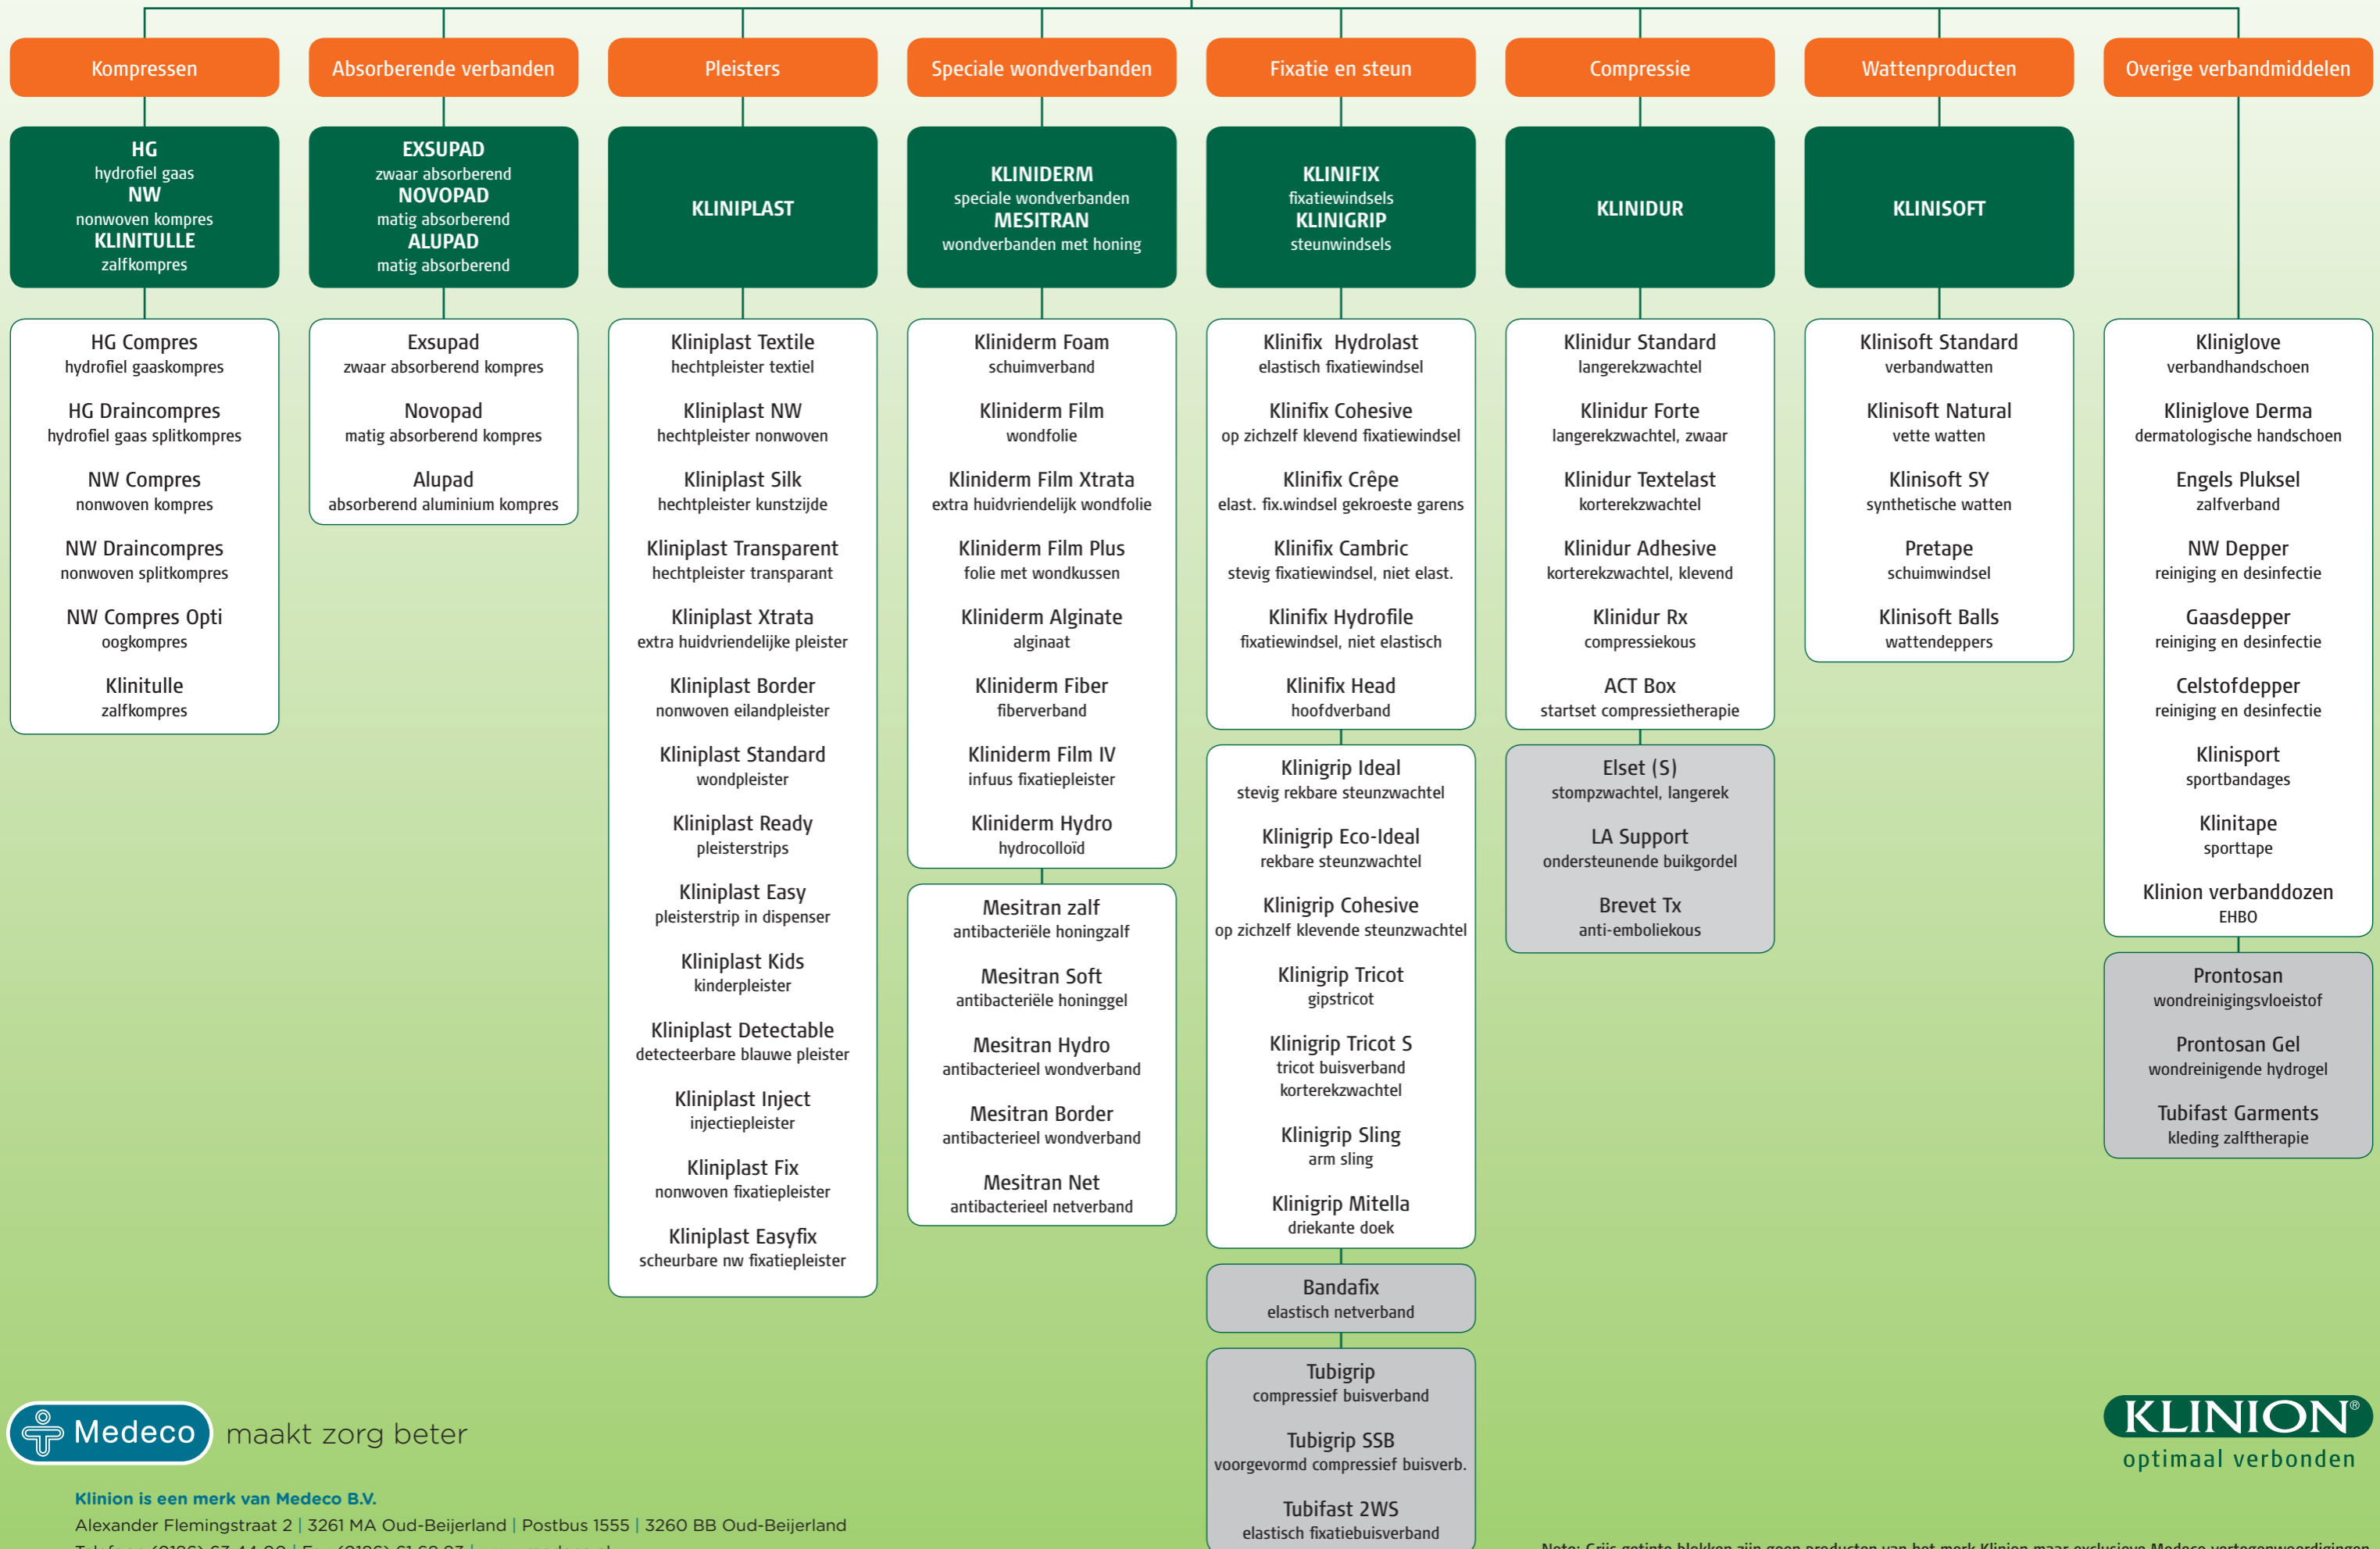 Kompressen
HG
hydrofiel gaas
NW
nonwoven kompres
KLINITULLE
zalfkompres
HG Compres
hydrofiel gaaskompres
HG Draincompres
hydrofiel gaas splitkompres
NW Compres
nonwoven kompres
NW Draincompres
nonwoven splitkompres
NW Compres Opti
oogkompres
Klinitulle
zalfkompres
Absorberende verbanden
EXSUPAD
zwaar absorberend
NOVOPAD
matig absorberend
ALUPAD
matig absorberend
Exsupad
zwaar absorberend kompres
Novopad
matig absorberend kompres
Alupad
absorberend aluminium kompres
Pleisters
KLINIPLAST
Kliniplast Textile
hechtpleister textiel
Kliniplast NW
hechtpleister nonwoven
Kliniplast Silk
hechtpleister kunstzijde
Kliniplast Transparent
hechtpleister transparant
Kliniplast Xtrata
extra huidvriendelijke pleister
Kliniplast Border
nonwoven eilandpleister
Kliniplast Standard
wondpleister
Kliniplast Ready
pleisterstrips
Kliniplast Easy
pleisterstrip in dispenser
Kliniplast Kids
kinderpleister
Kliniplast Detectable
detecteerbare blauwe pleister
Kliniplast Inject
injectiepleister
Kliniplast Fix
nonwoven fixatiepleister
Kliniplast Easyfix
scheurbare nw fixatiepleister
Speciale wondverbanden
KLINIDERM
speciale wondverbanden
MESITRAN
wondverbanden met honing
Kliniderm Foam
schuimverband
Kliniderm Film
wondfolie
Kliniderm Film Xtrata
extra huidvriendelijk wondfolie
Kliniderm Film Plus
folie met wondkussen
Kliniderm Alginate
alginaat
Kliniderm Fiber
fiberverband
Kliniderm Film IV
infuus fixatiepleister
Kliniderm Hydro
hydrocolloïd
Mesitran zalf
antibacteriële honingzalf
Mesitran Soft
antibacteriële honinggel
Mesitran Hydro
antibacterieel wondverband
Mesitran Border
antibacterieel wondverband
Mesitran Net
antibacterieel netverband
Fixatie en steun
KLINIFIX
fixatiewindsels
KLINIGRIP
steunwindsels
Klinifix Hydrolast
elastisch fixatiewindsel
Klinifix Cohesive
op zichzelf klevend fixatiewindsel
Klinifix Crêpe
elast. fix.windsel gekroeste garens
Klinifix Cambric
stevig fixatiewindsel, niet elast.
Klinifix Hydrofile
fixatiewindsel, niet elastisch
Klinifix Head
hoofdverband
Klinigrip Ideal
stevig rekbare steunzwachtel
Klinigrip Eco-Ideal
rekbare steunzwachtel
Klinigrip Cohesive
op zichzelf klevende steunzwachtel
Klinigrip Tricot
gipstricot
Klinigrip Tricot S
tricot buisverband
korterekzwachtel
Klinigrip Sling
arm sling
Klinigrip Mitella
driekante doek
Bandafix
elastisch netverband
Tubigrip
compressief buisverband
Tubigrip SSB
voorgevormd compressief buisverb.
Tubifast 2WS
elastisch fixatiebuisverband
Compressie
KLINIDUR
Klinidur Standard
langerekzwachtel
Klinidur Forte
langerekzwachtel, zwaar
Klinidur Textelast
korterekzwachtel
Klinidur Adhesive
korterekzwachtel, klevend
Klinidur Rx
compressiekous
ACT Box
startset compressietherapie
Elset (S)
stompzwachtel, langerek
LA Support
ondersteunende buikgordel
Brevet Tx
anti-emboliekous
Wattenproducten
KLINISOFT
Klinisoft Standard
verbandwatten
Klinisoft Natural
vette watten
Klinisoft SY
synthetische watten
Pretape
schuimwindsel
Klinisoft Balls
wattendeppers
Overige verbandmiddelen
Kliniglove
verbandhandschoen
Kliniglove Derma
dermatologische handschoen
Engels Pluksel
zalfverband
NW Depper
reiniging en desinfectie
Gaasdepper
reiniging en desinfectie
Celstofdepper
reiniging en desinfectie
Klinisport
sportbandages
Klinitape
sporttape
Klinion verbanddozen
EHBO
Prontosan
wondreinigingsvloeistof
Prontosan Gel
wondreinigende hydrogel
Tubifast Garments
kleding zalftherapie
Medeco maakt zorg beter
KLINION®
optimaal verbonden
Klinion is een merk van Medeco B.V.
Alexander Flemingstraat 2 | 3261 MA Oud-Beijerland | Postbus 1555 | 3260 BB Oud-Beijerland